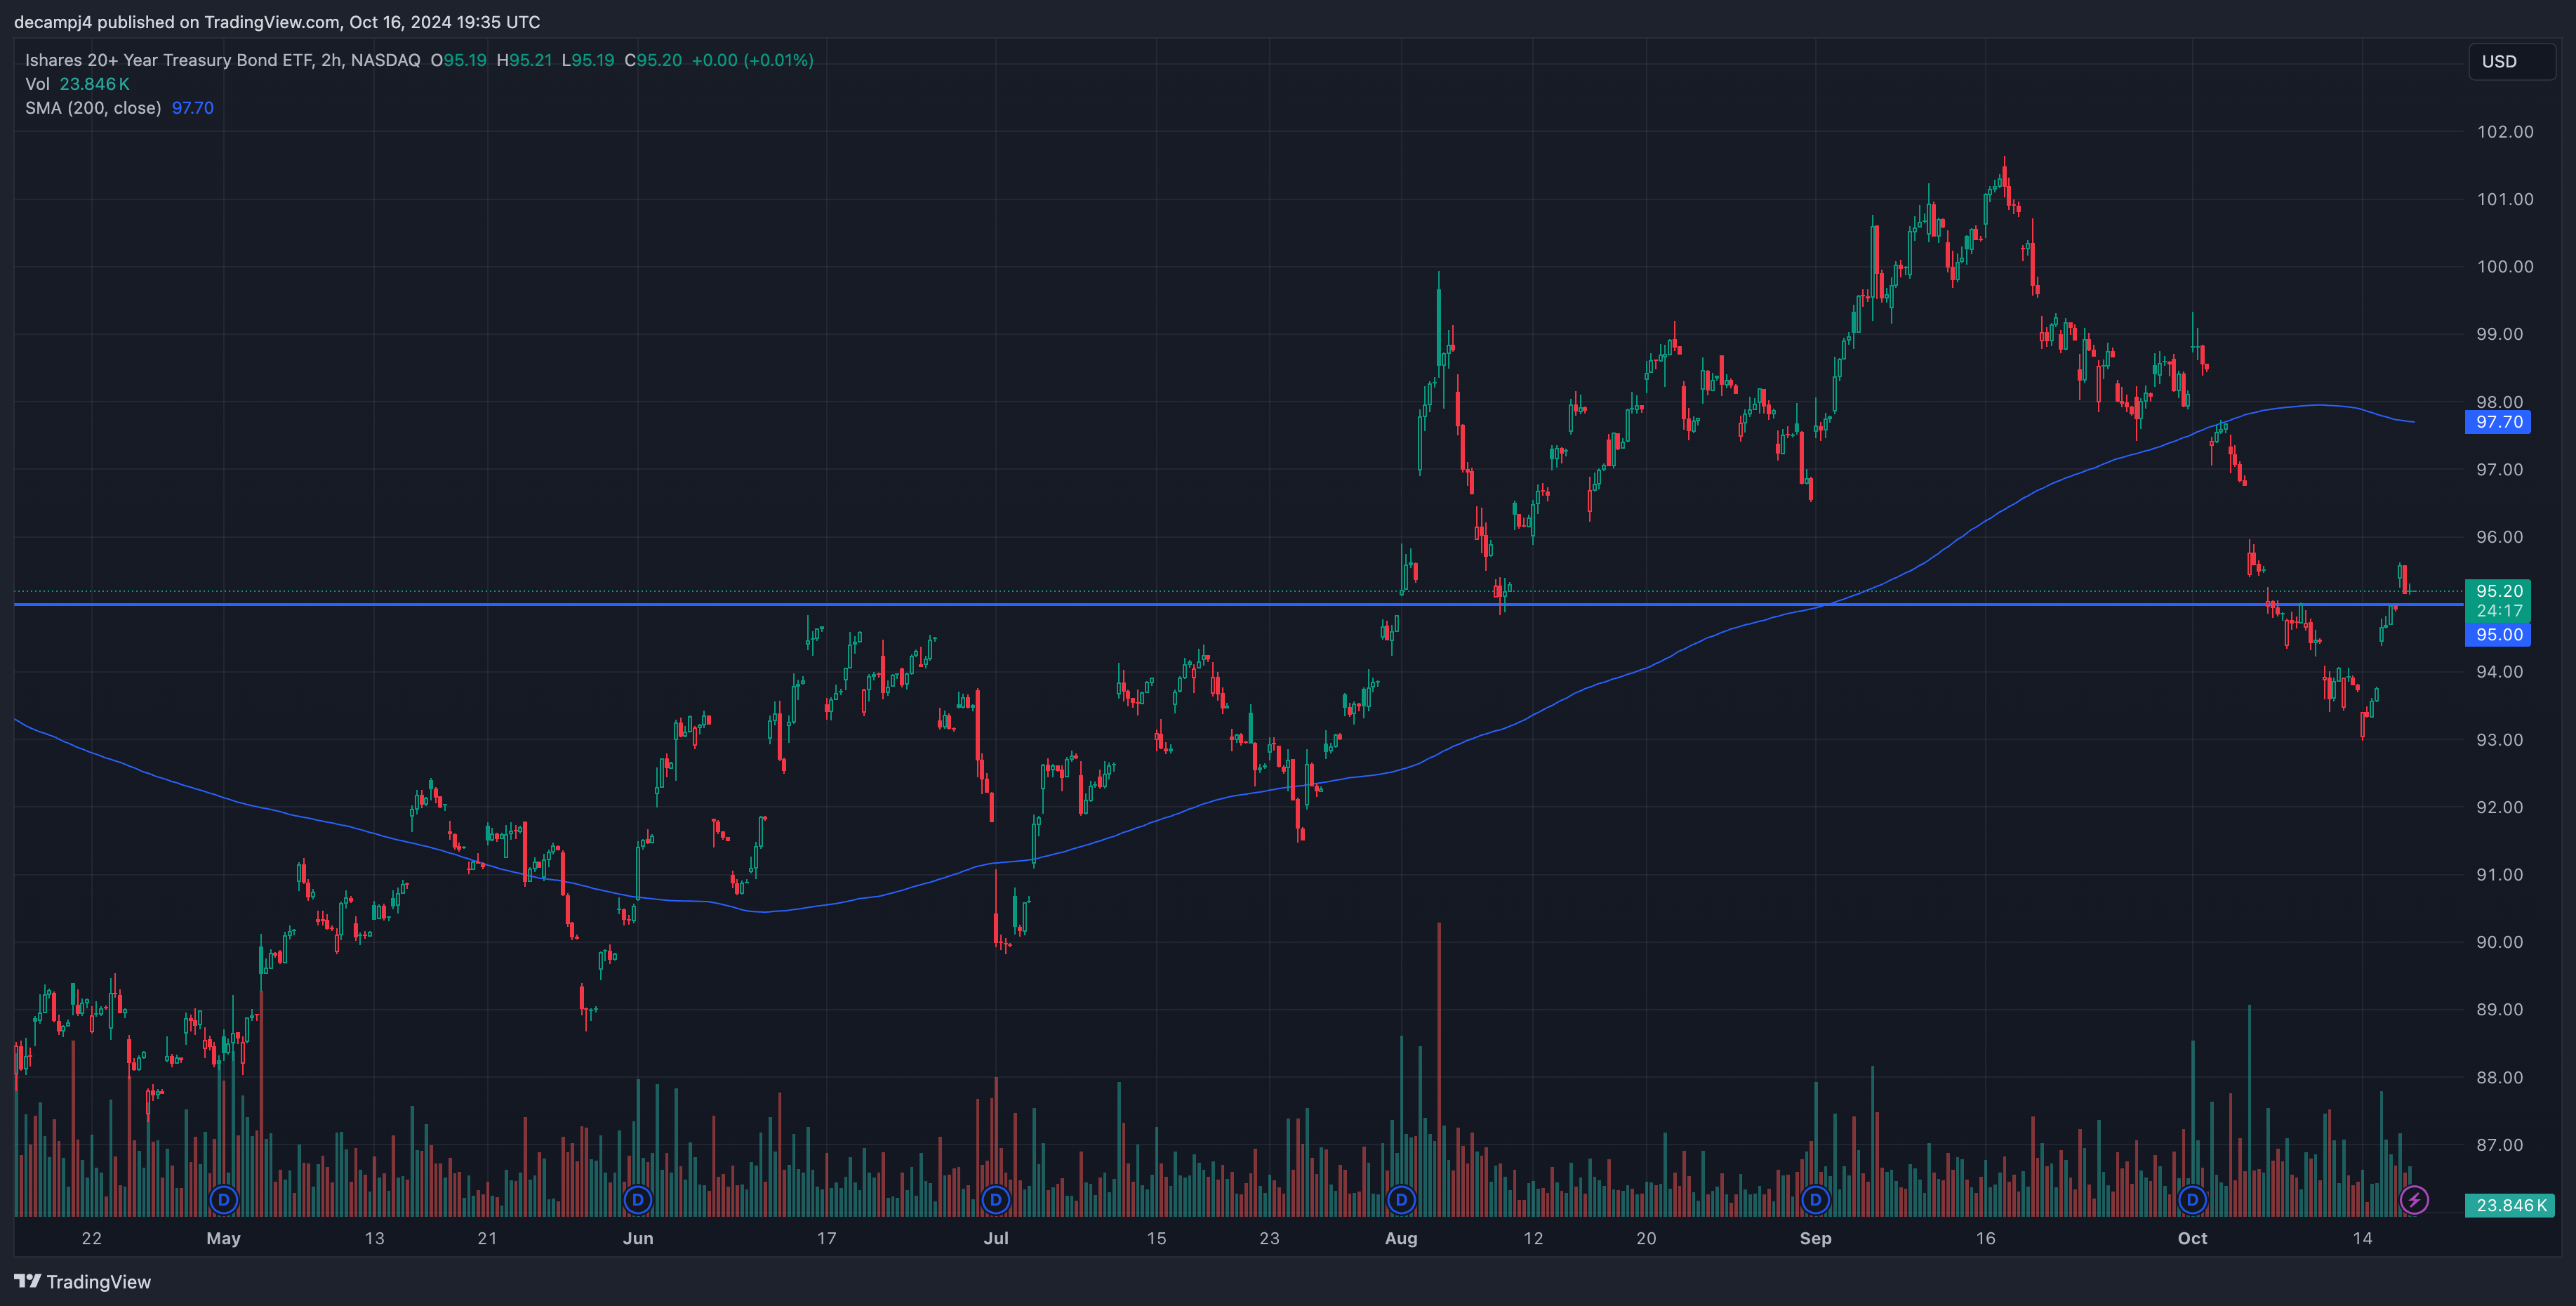 decampj4 published on TradingView.com, Oct 16, 2024 19:35 UTC
Ishares 20+ Year Treasury Bond ETF, 2h, NASDAQ O95.19 H95.21 L95.19 C95.20 +0.00 (+0.01%)
Vol 23.846K
SMA (200, close) 97.70
USD
102.00
101.00
100.00
99.00
98.00
97.70
97.00
96.00
95.20
24:17
95.00
94.00
93.00
92.00
91.00
90.00
89.00
88.00
87.00
D D D D D D
23.846K
22 May 13 21 Jun 17 Jul 15 23 Aug 12 20 Sep 16 Oct 14
TradingView